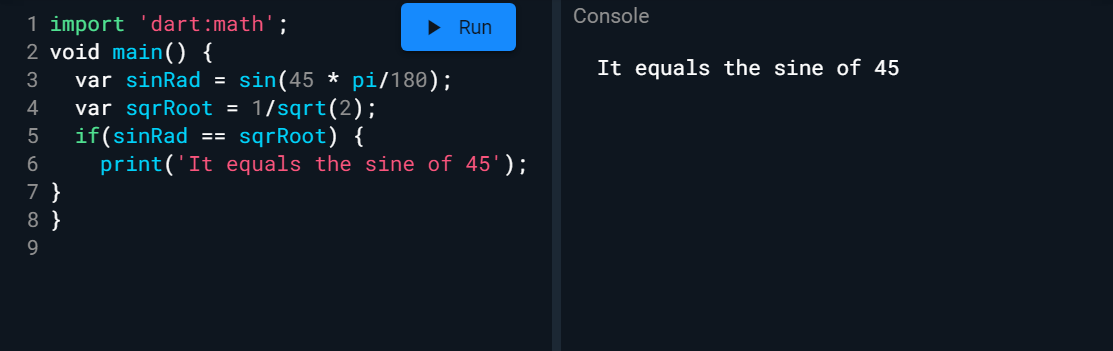 1 import 'dart:math';
Run
2 void main() {
3   var sinRad = sin(45 * pi/180);
4   var sqrRoot = 1/sqrt(2);
5   if(sinRad == sqrRoot) {
6     print('It equals the sine of 45');
7 }
8 }
9
Console
It equals the sine of 45